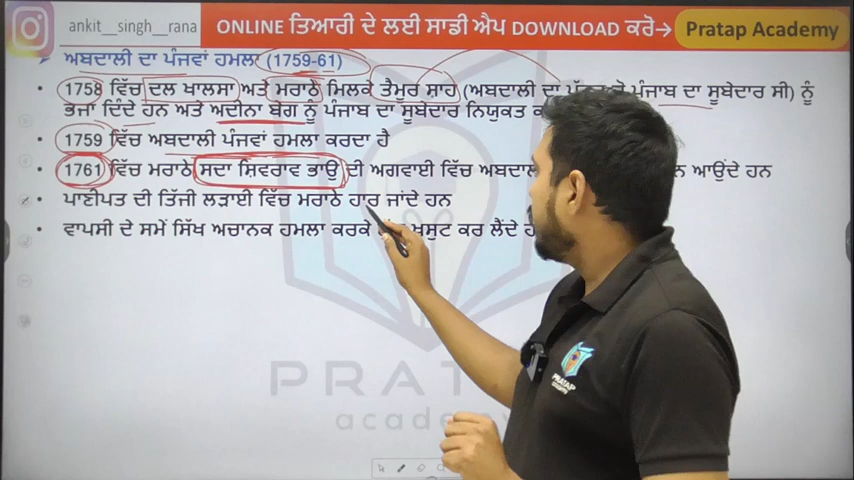 ankit__singh_rana
ONLINE ਤਿਆਰੀ ਦੇ ਲਈ ਸਾਡੀ ਐਪ DOWNLOAD ਕਰੋ→
Pratap Academy
ਅਬਦਾਲੀ ਦਾ ਪੰਜਵਾਂ ਹਮਲਾ (1759-61)
1758 ਵਿੱਚ ਦਲ ਖਾਲਸਾ ਅਤੇ ਮਰਾਠੇ ਮਿਲਕੇ ਤੈਮੁਰ ਸ਼ਾਹ (ਅਬਦਾਲੀ ਦਾ ਪੰਜਾਬ ਦਾ ਸੂਬੇਦਾਰ ਸੀ) ਨੂੰ
ਭਜਾ ਦਿੰਦੇ ਹਨ ਅਤੇ ਅਦੀਨਾ ਬੇਗ ਨੂੰ ਪੰਜਾਬ ਦਾ ਸੂਬੇਦਾਰ ਨਿਯੁਕਤ
1759 ਵਿੱਚ ਅਬਦਾਲੀ ਪੰਜਵਾਂ ਹਮਲਾ ਕਰਦਾ ਹੈ
1761 ਵਿੱਚ ਮਰਾਠੇ ਸਦਾ ਸ਼ਿਵਰਾਵ ਭਾਉ ਦੀ ਅਗਵਾਈ ਵਿੱਚ ਆਉਂਦੇ ਹਨ
ਪਾਣੀਪਤ ਦੀ ਤਿੱਜੀ ਲੜਾਈ ਵਿੱਚ ਮਰਾਠੇ ਹਾਰ ਜਾਂਦੇ ਹਨ
ਵਾਪਸੀ ਦੇ ਸਮੇਂ ਸਿੱਖ ਅਚਾਨਕ ਹਮਲਾ ਕਰਕੇ ਕਰ ਲੈਂਦੇ
PRATAP
academy